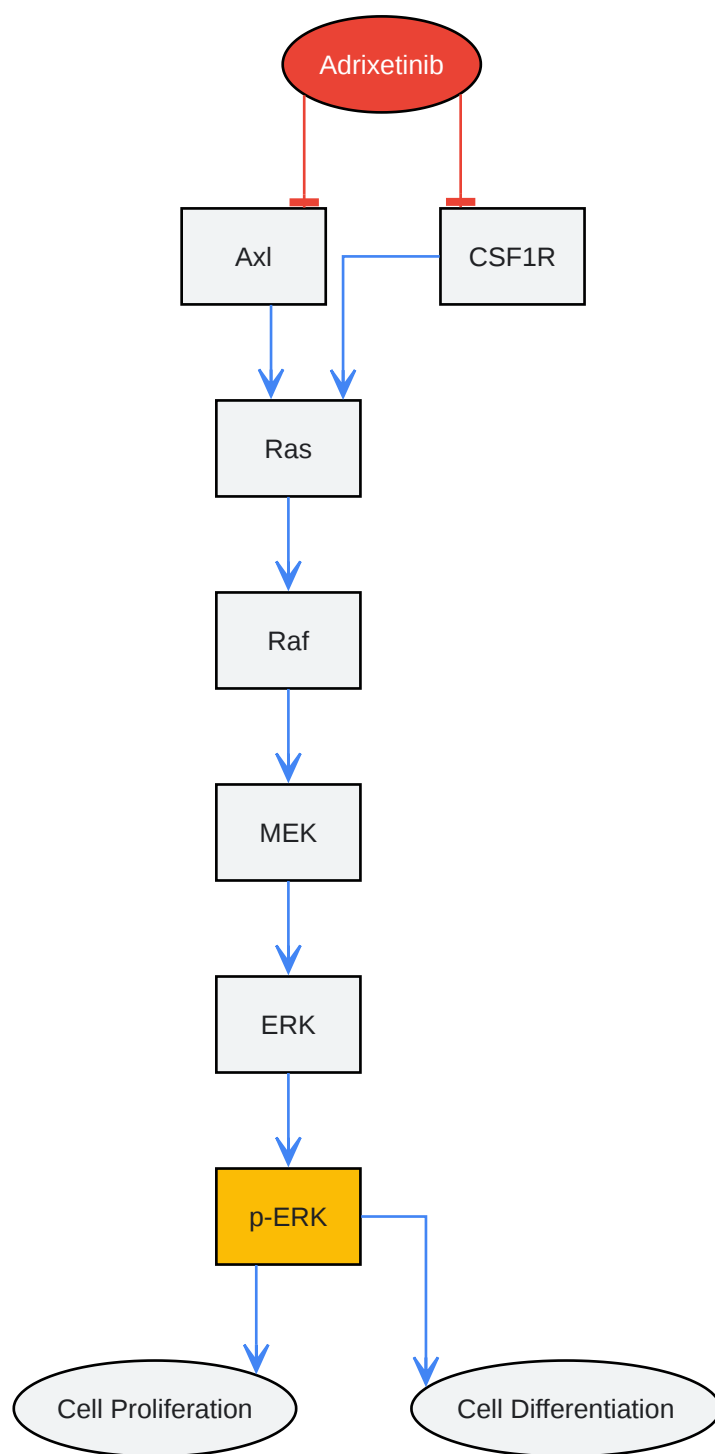 Adrixetinib
Axl
CSF1R
Ras
Raf
MEK
ERK
p-ERK
Cell Proliferation
Cell Differentiation